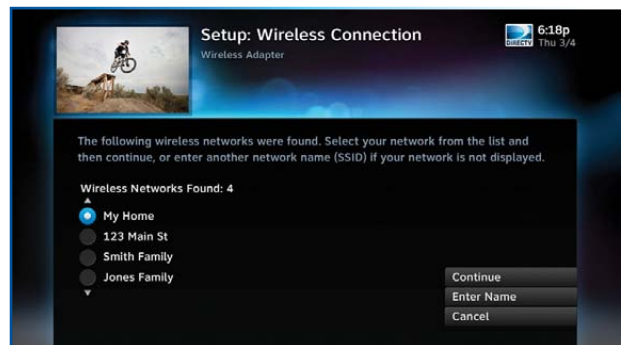 Setup: Wireless Connection
Wireless Adapter
DIRECTV
6:18p
Thu 3/4
The following wireless networks were found. Select your network from the list and
then continue, or enter another network name (SSID) if your network is not displayed.
Wireless Networks Found: 4
My Home
123 Main St
Smith Family
Jones Family
Continue
Enter Name
Cancel